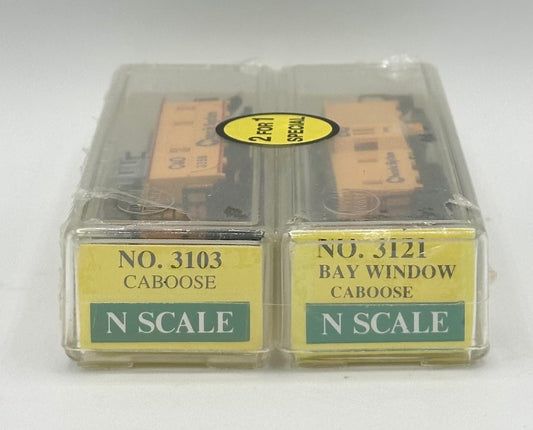 2 FOR 1
SPECIAL
C&O
NO. 3103
CABOOSE
N SCALE
NO. 3121
BAY WINDOW
CABOOSE
N SCALE